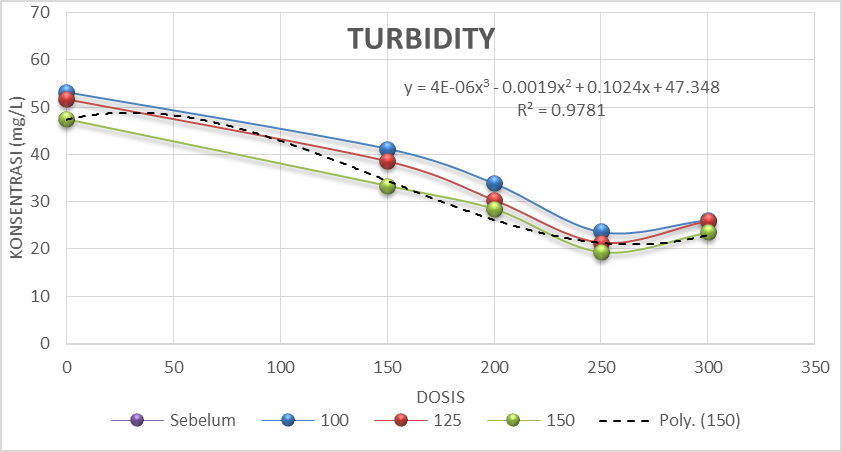 TURBIDITY
y = 4E-06x³ - 0.0019x² + 0.1024x + 47.348
R² = 0.9781
KONSENTRASI (mg/L)
70
60
50
40
30
20
10
0
0 50 100 150 200 250 300 350
DOSIS
Sebelum 100 125 150 Poly. (150)